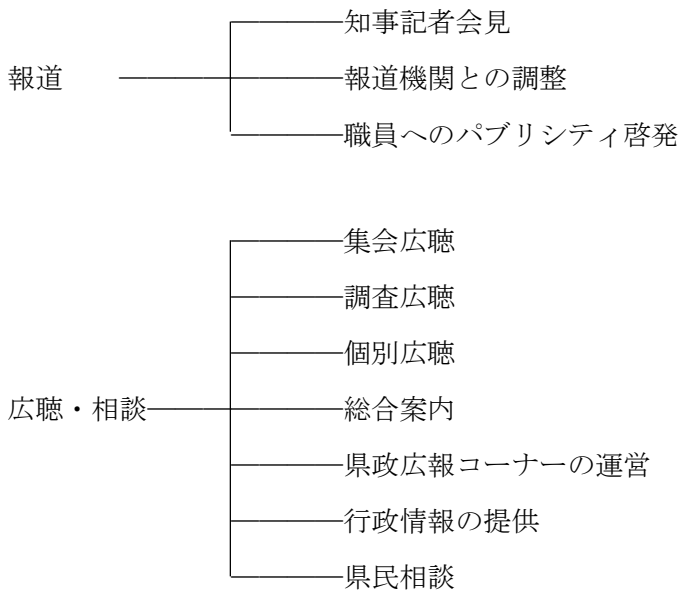 知事記者会見
報道
報道機関との調整
職員へのパブリシティ啓発
集会広聴
調査広聴
個別広聴
広聴・相談
総合案内
県政広報コーナーの運営
行政情報の提供
県民相談